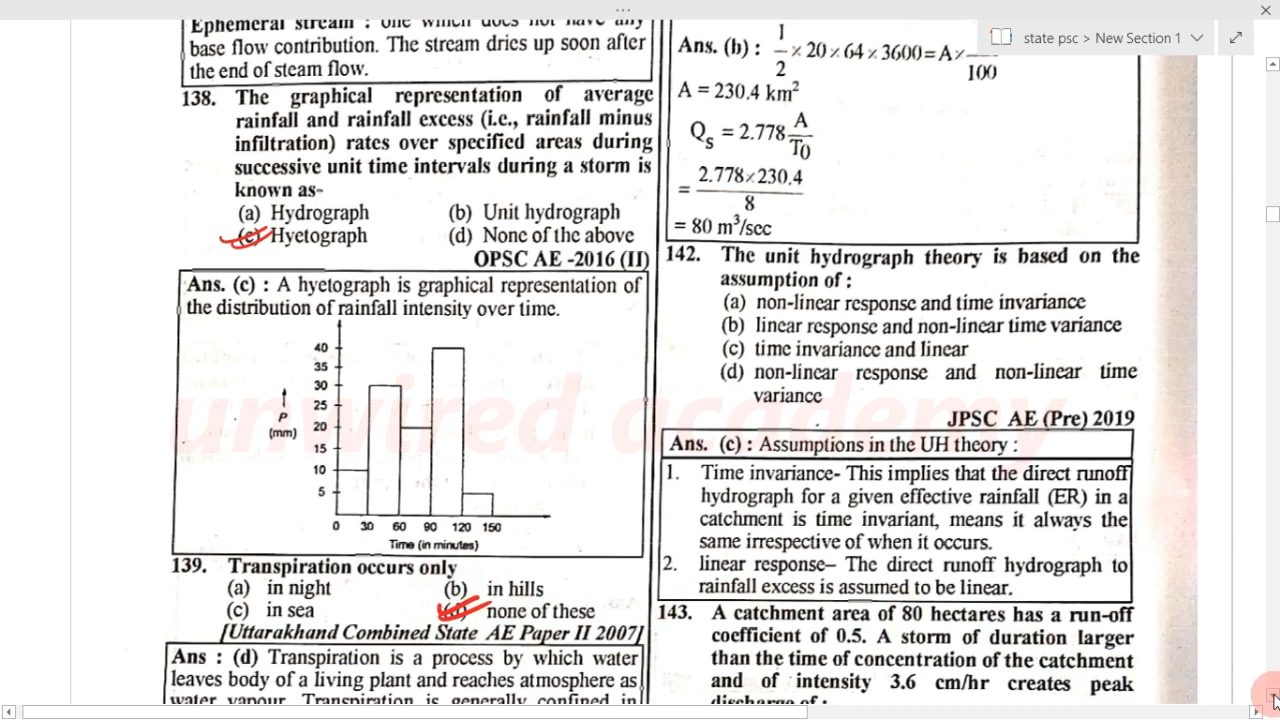 state psc > New Section 1
Ephemeral stream : one which does not have any
base flow contribution. The stream dries up soon after
the end of steam flow.
138. The graphical representation of average
rainfall and rainfall excess (i.e., rainfall minus
infiltration) rates over specified areas during
successive unit time intervals during a storm is
known as-
(a) Hydrograph (b) Unit hydrograph
(c) Hyetograph (d) None of the above
OPSC AE -2016 (II)
Ans. (c) : A hyetograph is graphical representation of
the distribution of rainfall intensity over time.
40
35
30
25
20
15
10
5
P
(mm)
0 30 60 90 120 150
Time (in minutes)
139. Transpiration occurs only
(a) in night (b) in hills
(c) in sea (d) none of these
[Uttarakhand Combined State AE Paper II 2007]
Ans : (d) Transpiration is a process by which water
leaves body of a living plant and reaches atmosphere as
water vapour. Transpiration is generally confined in
Ans. (b) : 1/2 × 20 × 64 × 3600 = A × 
100
A = 230.4 km²
Qs = 2.778 A/T0
= 2.778×230.4/8
= 80 m³/sec
142. The unit hydrograph theory is based on the
assumption of :
(a) non-linear response and time invariance
(b) linear response and non-linear time variance
(c) time invariance and linear
(d) non-linear response and non-linear time
variance
JPSC AE (Pre) 2019
Ans. (c) : Assumptions in the UH theory :
1. Time invariance- This implies that the direct runoff
hydrograph for a given effective rainfall (ER) in a
catchment is time invariant, means it always the
same irrespective of when it occurs.
2. linear response– The direct runoff hydrograph to
rainfall excess is assumed to be linear.
143. A catchment area of 80 hectares has a run-off
coefficient of 0.5. A storm of duration larger
than the time of concentration of the catchment
and of intensity 3.6 cm/hr creates peak
discharge of :
unwired academy